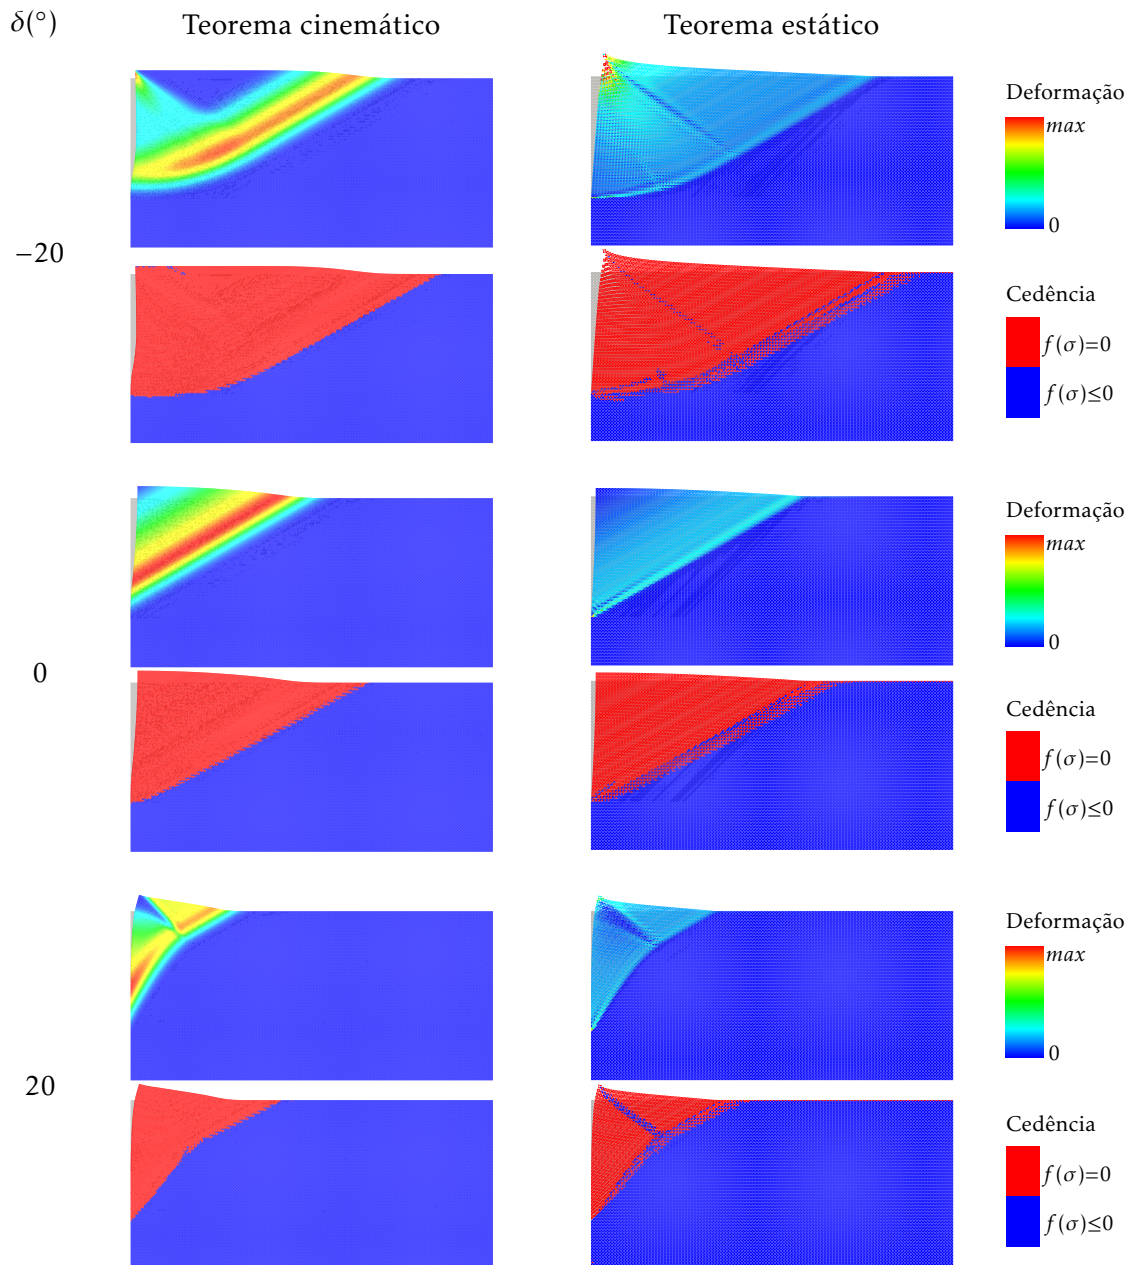 δ(°) Teorema cinemático Teorema estático
Deformação
max
0
−20
Cedência
f(σ)=0
f(σ)≤0
Deformação
max
0
0
Cedência
f(σ)=0
f(σ)≤0
Deformação
max
0
20
Cedência
f(σ)=0
f(σ)≤0